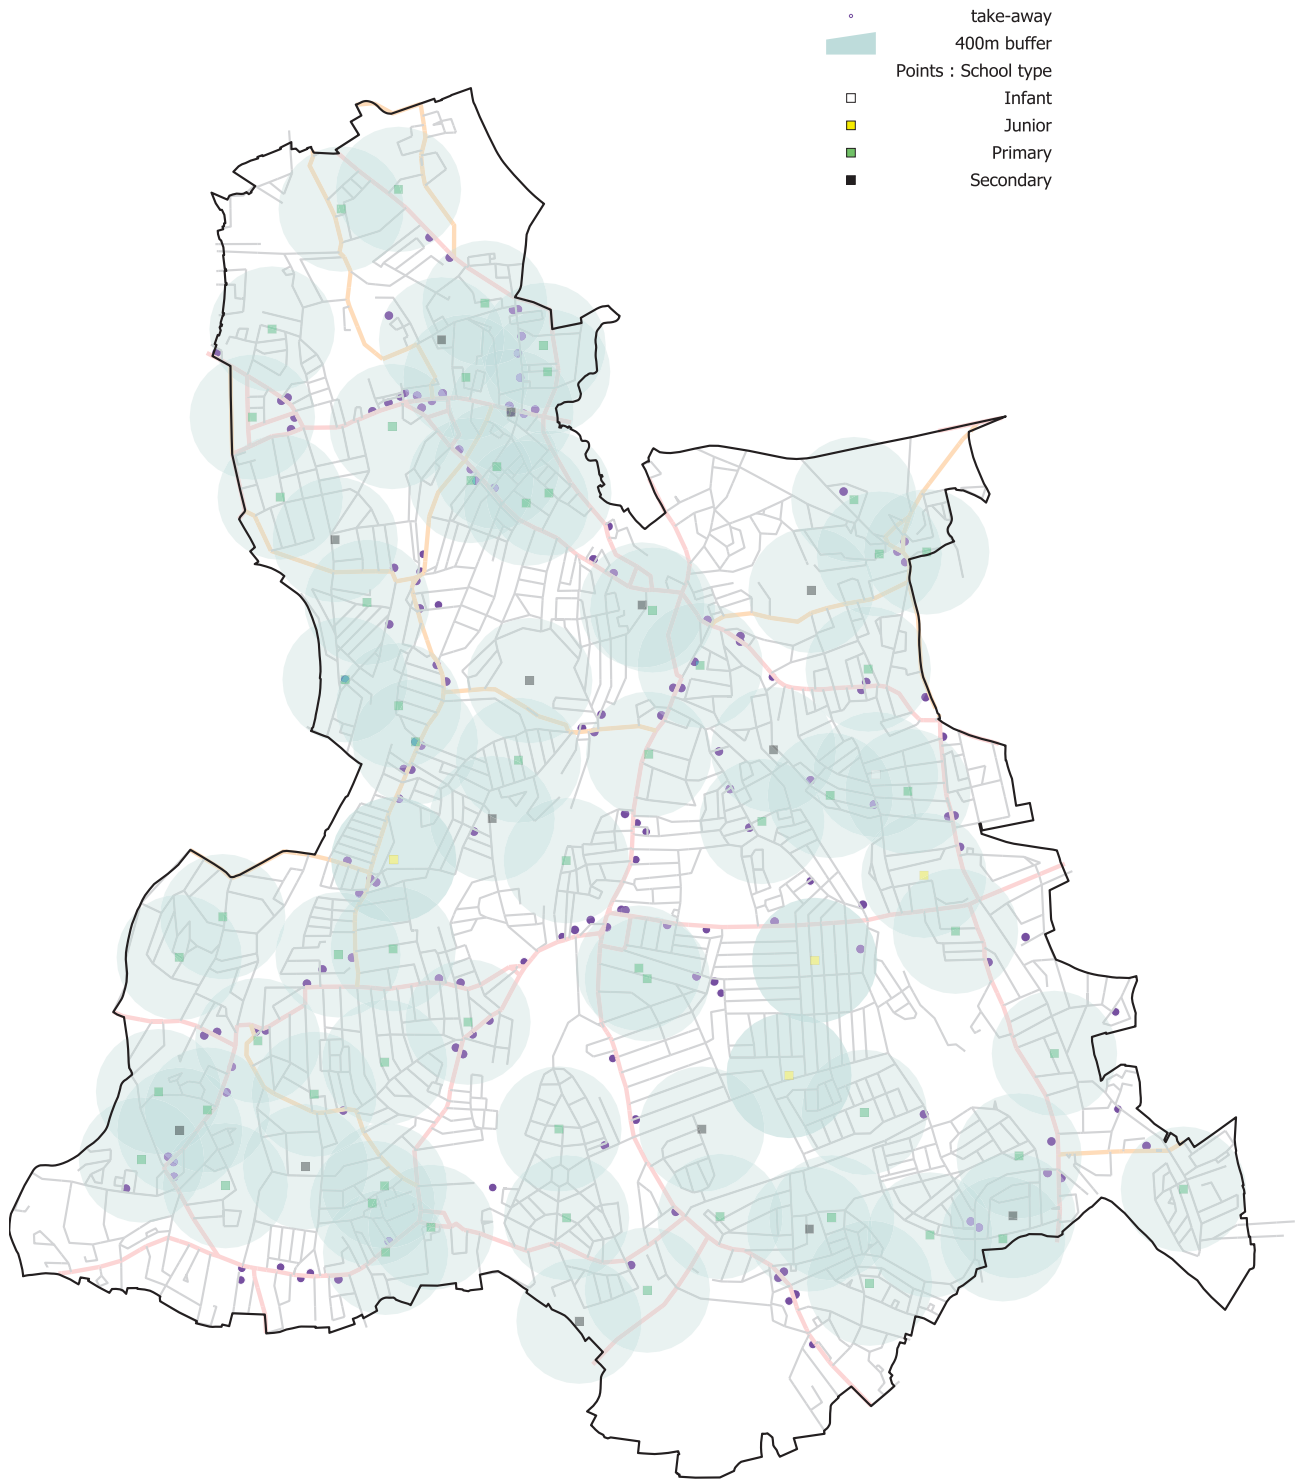 take-away
400m buffer
Points : School type
Infant
Junior
Primary
Secondary